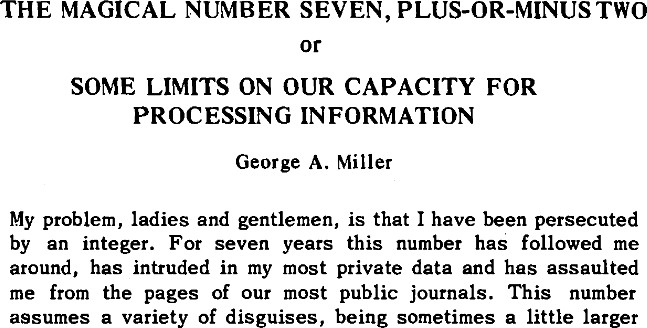 THE MAGICAL NUMBER SEVEN, PLUS-OR-MINUS TWO
or
SOME LIMITS ON OUR CAPACITY FOR
PROCESSING INFORMATION
George A. Miller
My problem, ladies and gentlemen, is that I have been persecuted
by an integer. For seven years this number has followed me
around, has intruded in my most private data and has assaulted
me from the pages of our most public journals. This number
assumes a variety of disguises, being sometimes a little larger